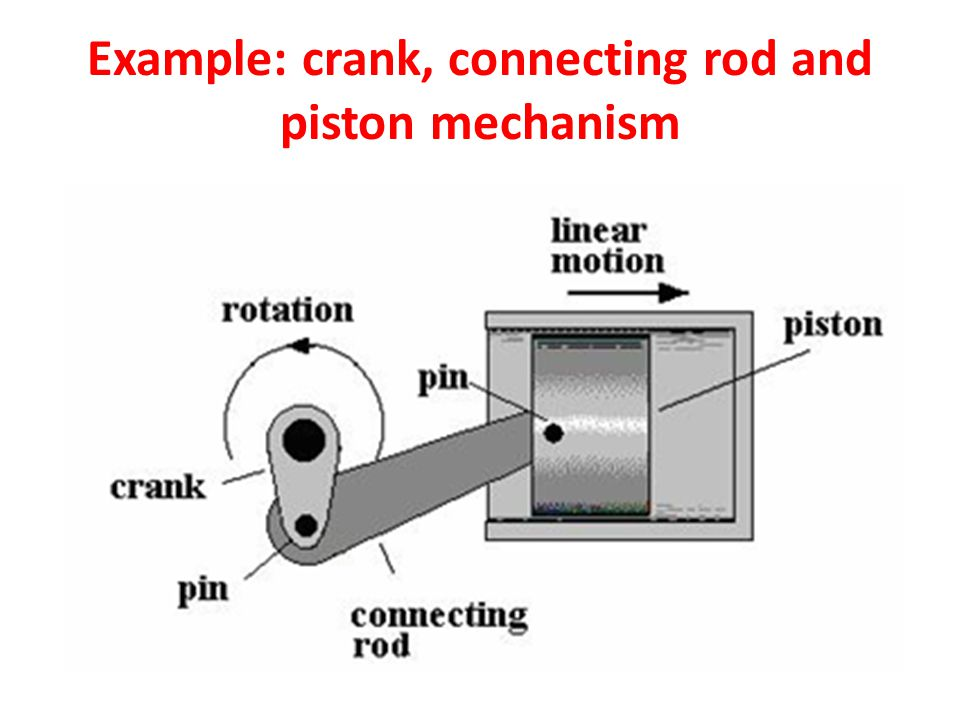 Example: crank, connecting rod and
piston mechanism
linear
motion
rotation
piston
pin
crank
pin
connecting
rod